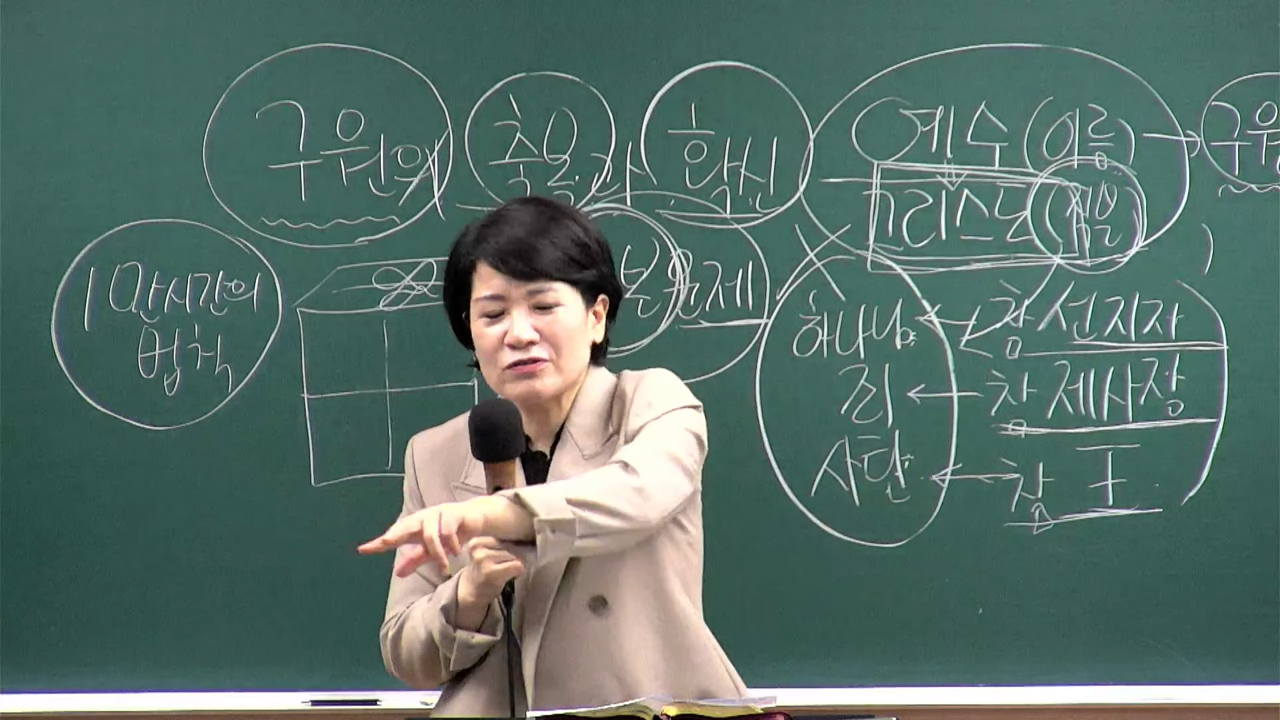 구원의 축복과 확신 예수(이름) → 구원
그리스도(직분)
1만시간의
법칙
문제
하나님 ← 참 선지자
죄 ← 참 제사장
사단 ← 참 王